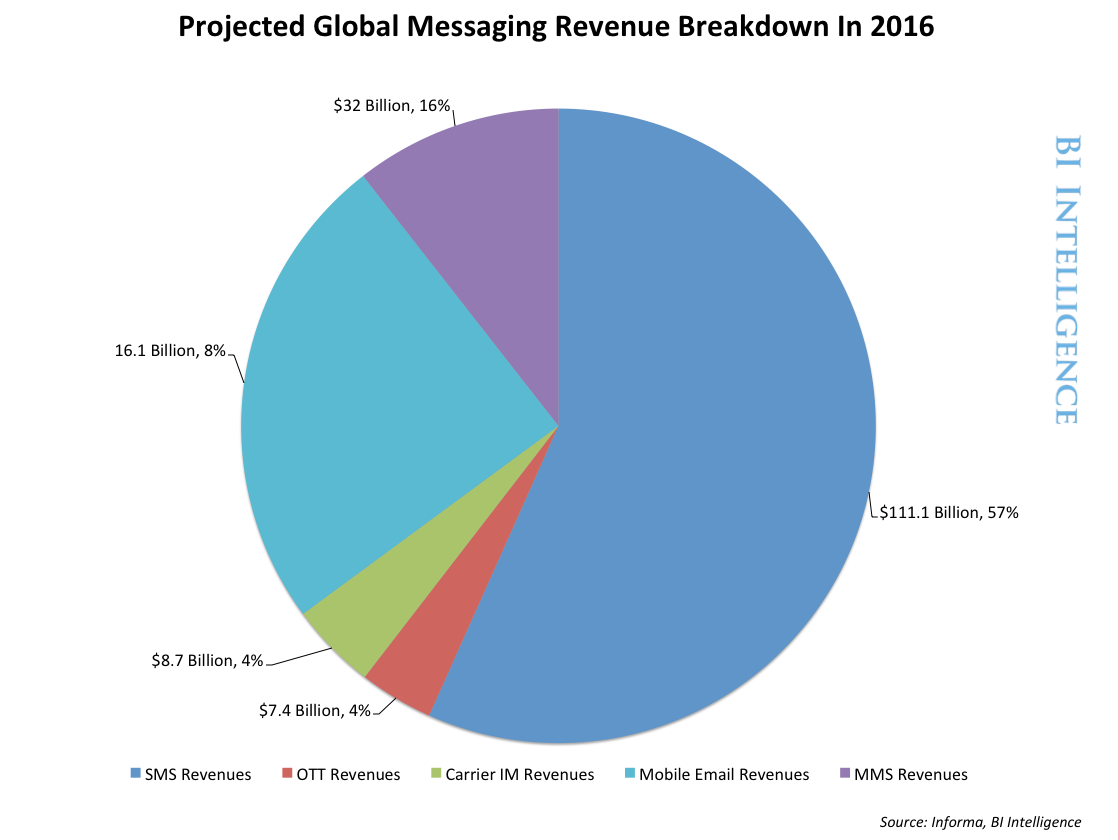 Projected Global Messaging Revenue Breakdown In 2016
$32 Billion, 16%
BI INTELLIGENCE
16.1 Billion, 8%
$111.1 Billion, 57%
$8.7 Billion, 4%
$7.4 Billion, 4%
SMS Revenues OTT Revenues Carrier IM Revenues Mobile Email Revenues MMS Revenues
Source: Informa, BI Intelligence